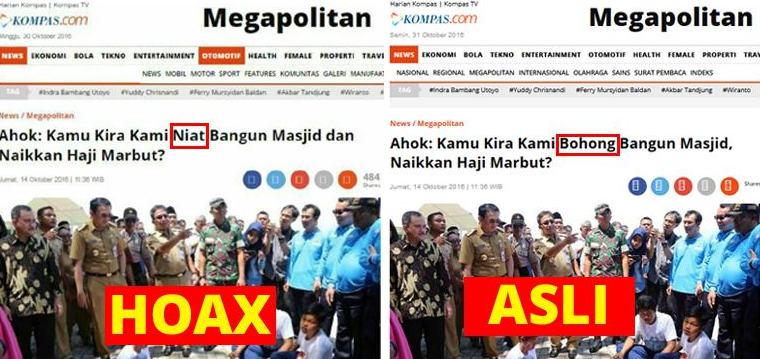 Harian Kompas | Kompas TV
KOMPAS.com
Minggu, 30 Oktober 2016
Megapolitan
NEWS EKONOMI BOLA TEKNO ENTERTAINMENT OTOMOTIF HEALTH FEMALE PROPERTI TRAVE
NEWS MOBIL MOTOR SPORT FEATURES KOMUNITAS GALERI MANUFAK
TAG #Indra Bambang Utoyo #Yuddy Chrisnandi #Ferry Mursyidan Baldan #Akbar Tandjung #Wiranto
News / Megapolitan
Ahok: Kamu Kira Kami Niat Bangun Masjid dan
Naikkan Haji Marbut?
Jumat, 14 Oktober 2016 | 11:36 WIB
484
Shares
HOAX
Harian Kompas | Kompas TV
KOMPAS.com
Senin, 31 Oktober 2016
Megapolitan
NEWS EKONOMI BOLA TEKNO ENTERTAINMENT OTOMOTIF HEALTH FEMALE PROPERTI TRAVE
NASIONAL REGIONAL MEGAPOLITAN INTERNASIONAL OLAHRAGA SAINS SURAT PEMBACA INDEKS
TAG #Indra Bambang Utoyo #Yuddy Chrisnandi #Ferry Mursyidan Baldan #Akbar Tandjung #Wiranto
News / Megapolitan
Ahok: Kamu Kira Kami Bohong Bangun Masjid,
Naikkan Haji Marbut?
Jumat, 14 Oktober 2016 | 11:36 WIB
Shares
ASLI